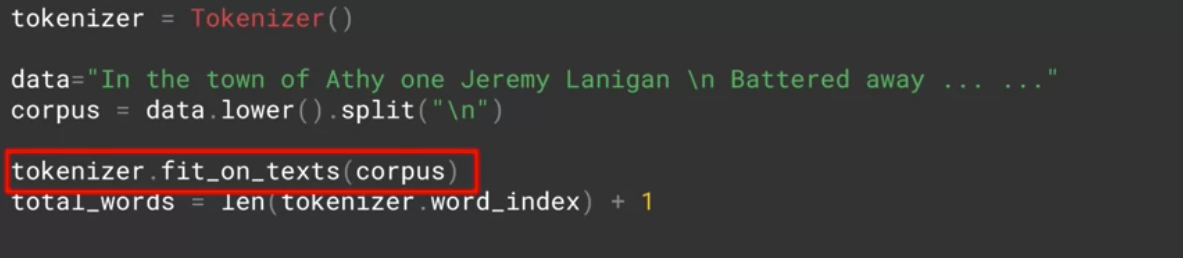 tokenizer = Tokenizer()
data="In the town of Athy one Jeremy Lanigan \n Battered away ... ..."
corpus = data.lower().split("\n")
tokenizer.fit_on_texts(corpus)
total_words = len(tokenizer.word_index) + 1